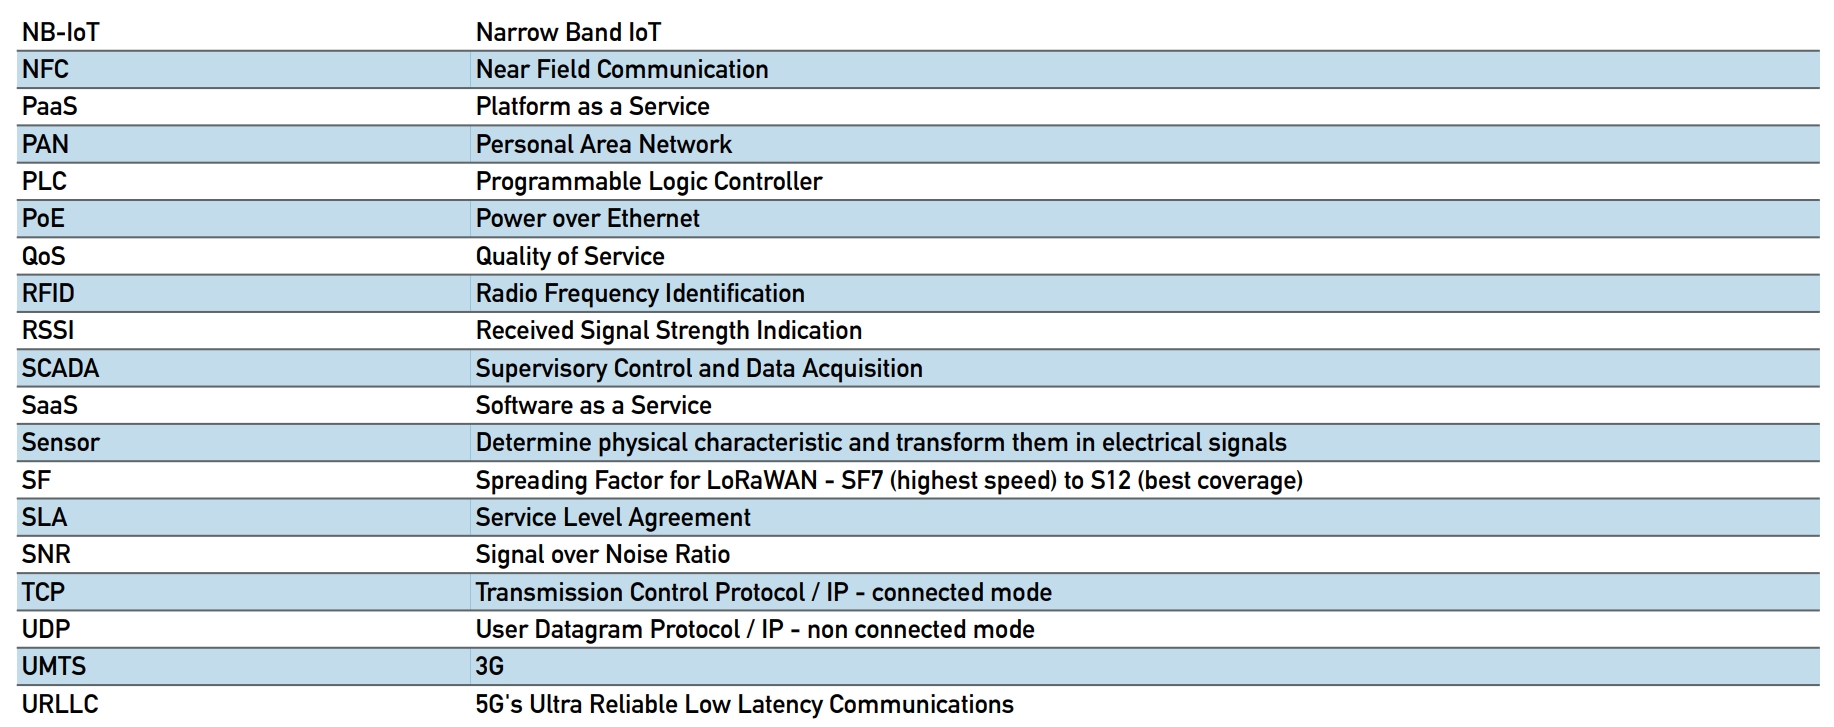 NB-IoT Narrow Band IoT
NFC Near Field Communication
PaaS Platform as a Service
PAN Personal Area Network
PLC Programmable Logic Controller
PoE Power over Ethernet
QoS Quality of Service
RFID Radio Frequency Identification
RSSI Received Signal Strength Indication
SCADA Supervisory Control and Data Acquisition
SaaS Software as a Service
Sensor Determine physical characteristic and transform them in electrical signals
SF Spreading Factor for LoRaWAN - SF7 (highest speed) to S12 (best coverage)
SLA Service Level Agreement
SNR Signal over Noise Ratio
TCP Transmission Control Protocol / IP - connected mode
UDP User Datagram Protocol / IP - non connected mode
UMTS 3G
URLLC 5G's Ultra Reliable Low Latency Communications